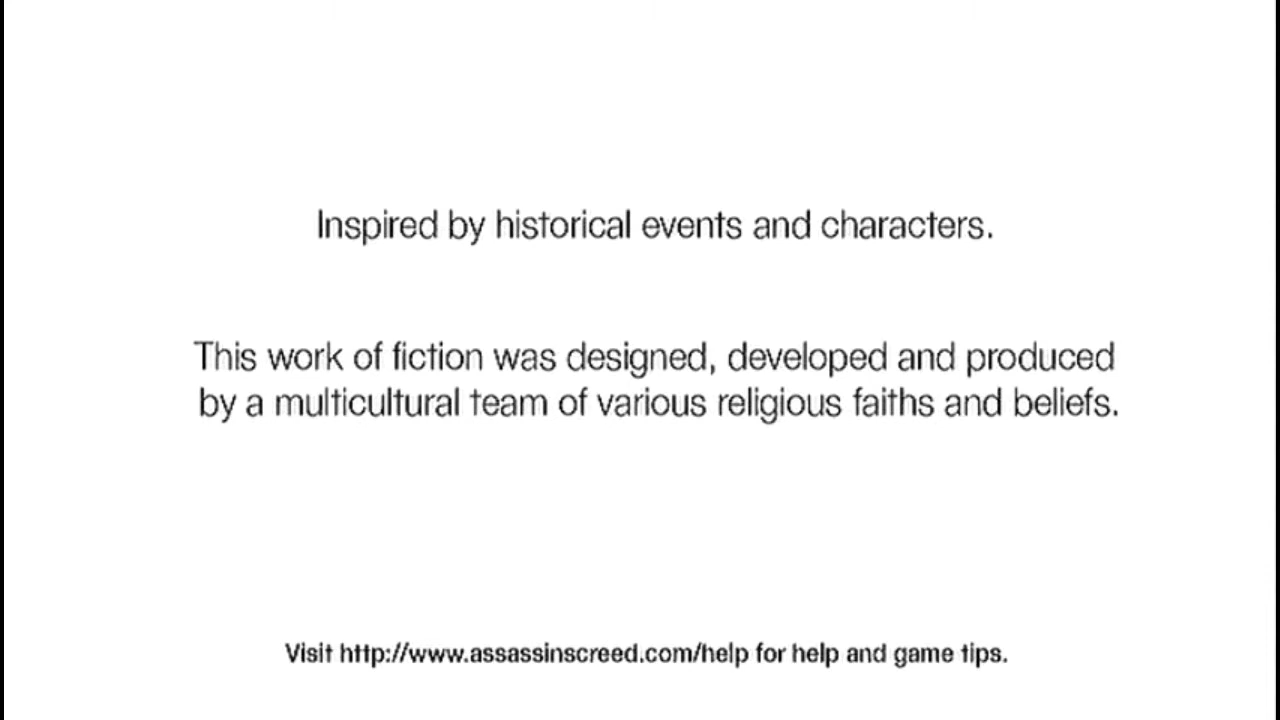 Inspired by historical events and characters.
This work of fiction was designed, developed and produced
by a multicultural team of various religious faiths and beliefs.
Visit http://www.assassinscreed.com/help for help and game tips.